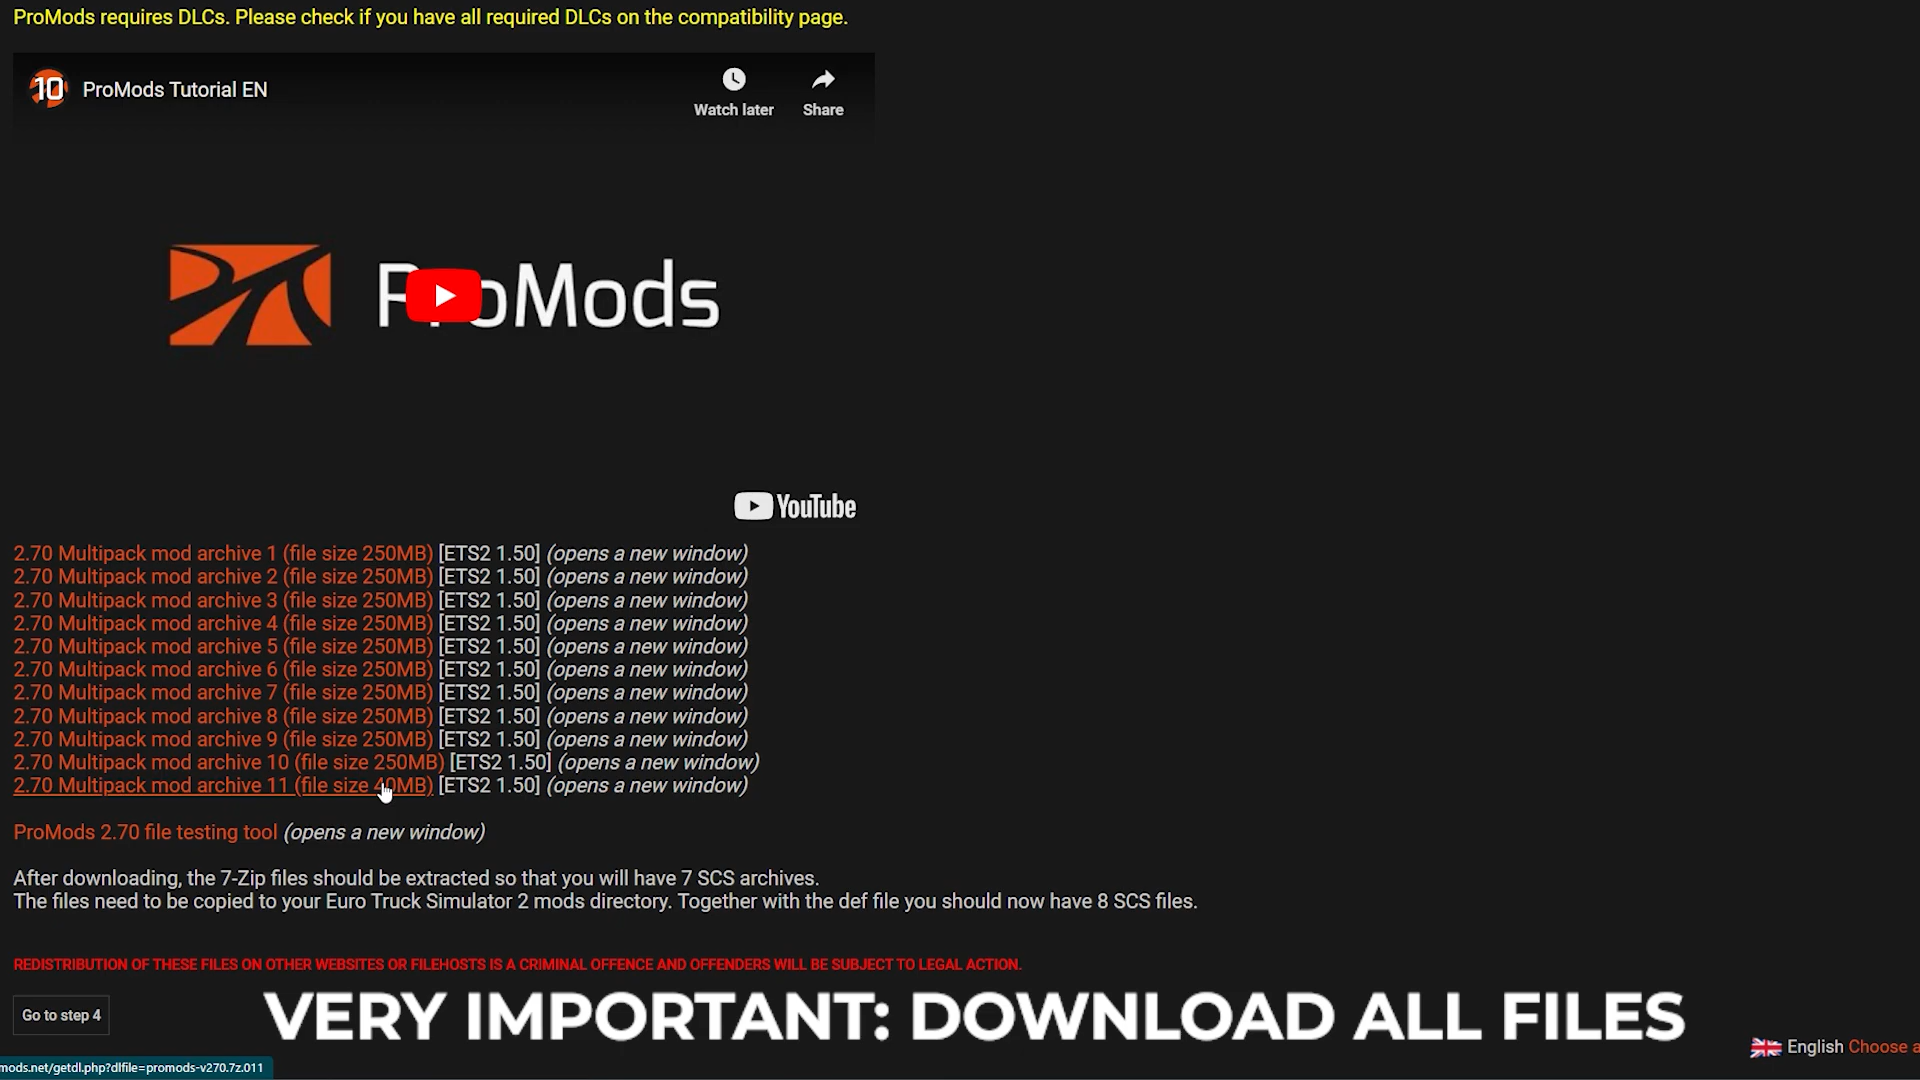 ProMods requires DLCs. Please check if you have all required DLCs on the compatibility page.
10 ProMods Tutorial EN
Watch later Share
ProMods
YouTube
2.70 Multipack mod archive 1 (file size 250MB) [ETS2 1.50] (opens a new window)
2.70 Multipack mod archive 2 (file size 250MB) [ETS2 1.50] (opens a new window)
2.70 Multipack mod archive 3 (file size 250MB) [ETS2 1.50] (opens a new window)
2.70 Multipack mod archive 4 (file size 250MB) [ETS2 1.50] (opens a new window)
2.70 Multipack mod archive 5 (file size 250MB) [ETS2 1.50] (opens a new window)
2.70 Multipack mod archive 6 (file size 250MB) [ETS2 1.50] (opens a new window)
2.70 Multipack mod archive 7 (file size 250MB) [ETS2 1.50] (opens a new window)
2.70 Multipack mod archive 8 (file size 250MB) [ETS2 1.50] (opens a new window)
2.70 Multipack mod archive 9 (file size 250MB) [ETS2 1.50] (opens a new window)
2.70 Multipack mod archive 10 (file size 250MB) [ETS2 1.50] (opens a new window)
2.70 Multipack mod archive 11 (file size 40MB) [ETS2 1.50] (opens a new window)
ProMods 2.70 file testing tool (opens a new window)
After downloading, the 7-Zip files should be extracted so that you will have 7 SCS archives.
The files need to be copied to your Euro Truck Simulator 2 mods directory. Together with the def file you should now have 8 SCS files.
REDISTRIBUTION OF THESE FILES ON OTHER WEBSITES OR FILEHOSTS IS A CRIMINAL OFFENCE AND OFFENDERS WILL BE SUBJECT TO LEGAL ACTION.
Go to step 4
VERY IMPORTANT: DOWNLOAD ALL FILES
English Choose a
mods.net/getdl.php?dlfile=promods-v270.7z.011